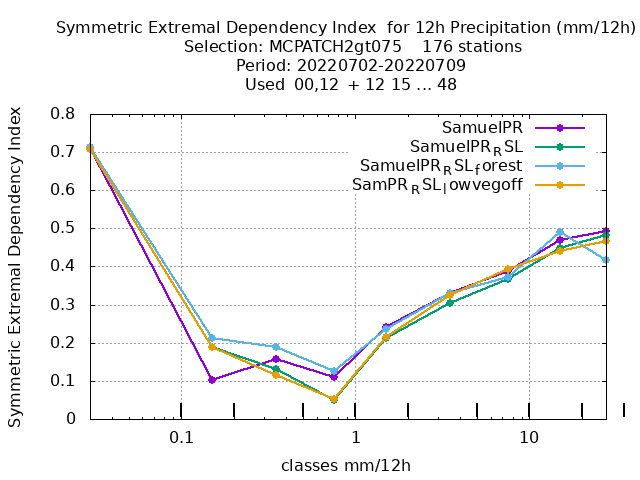 Symmetric Extremal Dependency Index  for 12h Precipitation (mm/12h)
Selection: MCPATCH2gt075    176 stations
Period: 20220702-20220709
Used  00,12  + 12 15 ... 48
Symmetric Extremal Dependency Index
0.8
0.7
0.6
0.5
0.4
0.3
0.2
0.1
0
SamuelPR
SamuelPR_RSL
SamuelPR_RSL_forest
SamPR_RSL_lowvegoff
0.1
1
10
classes mm/12h